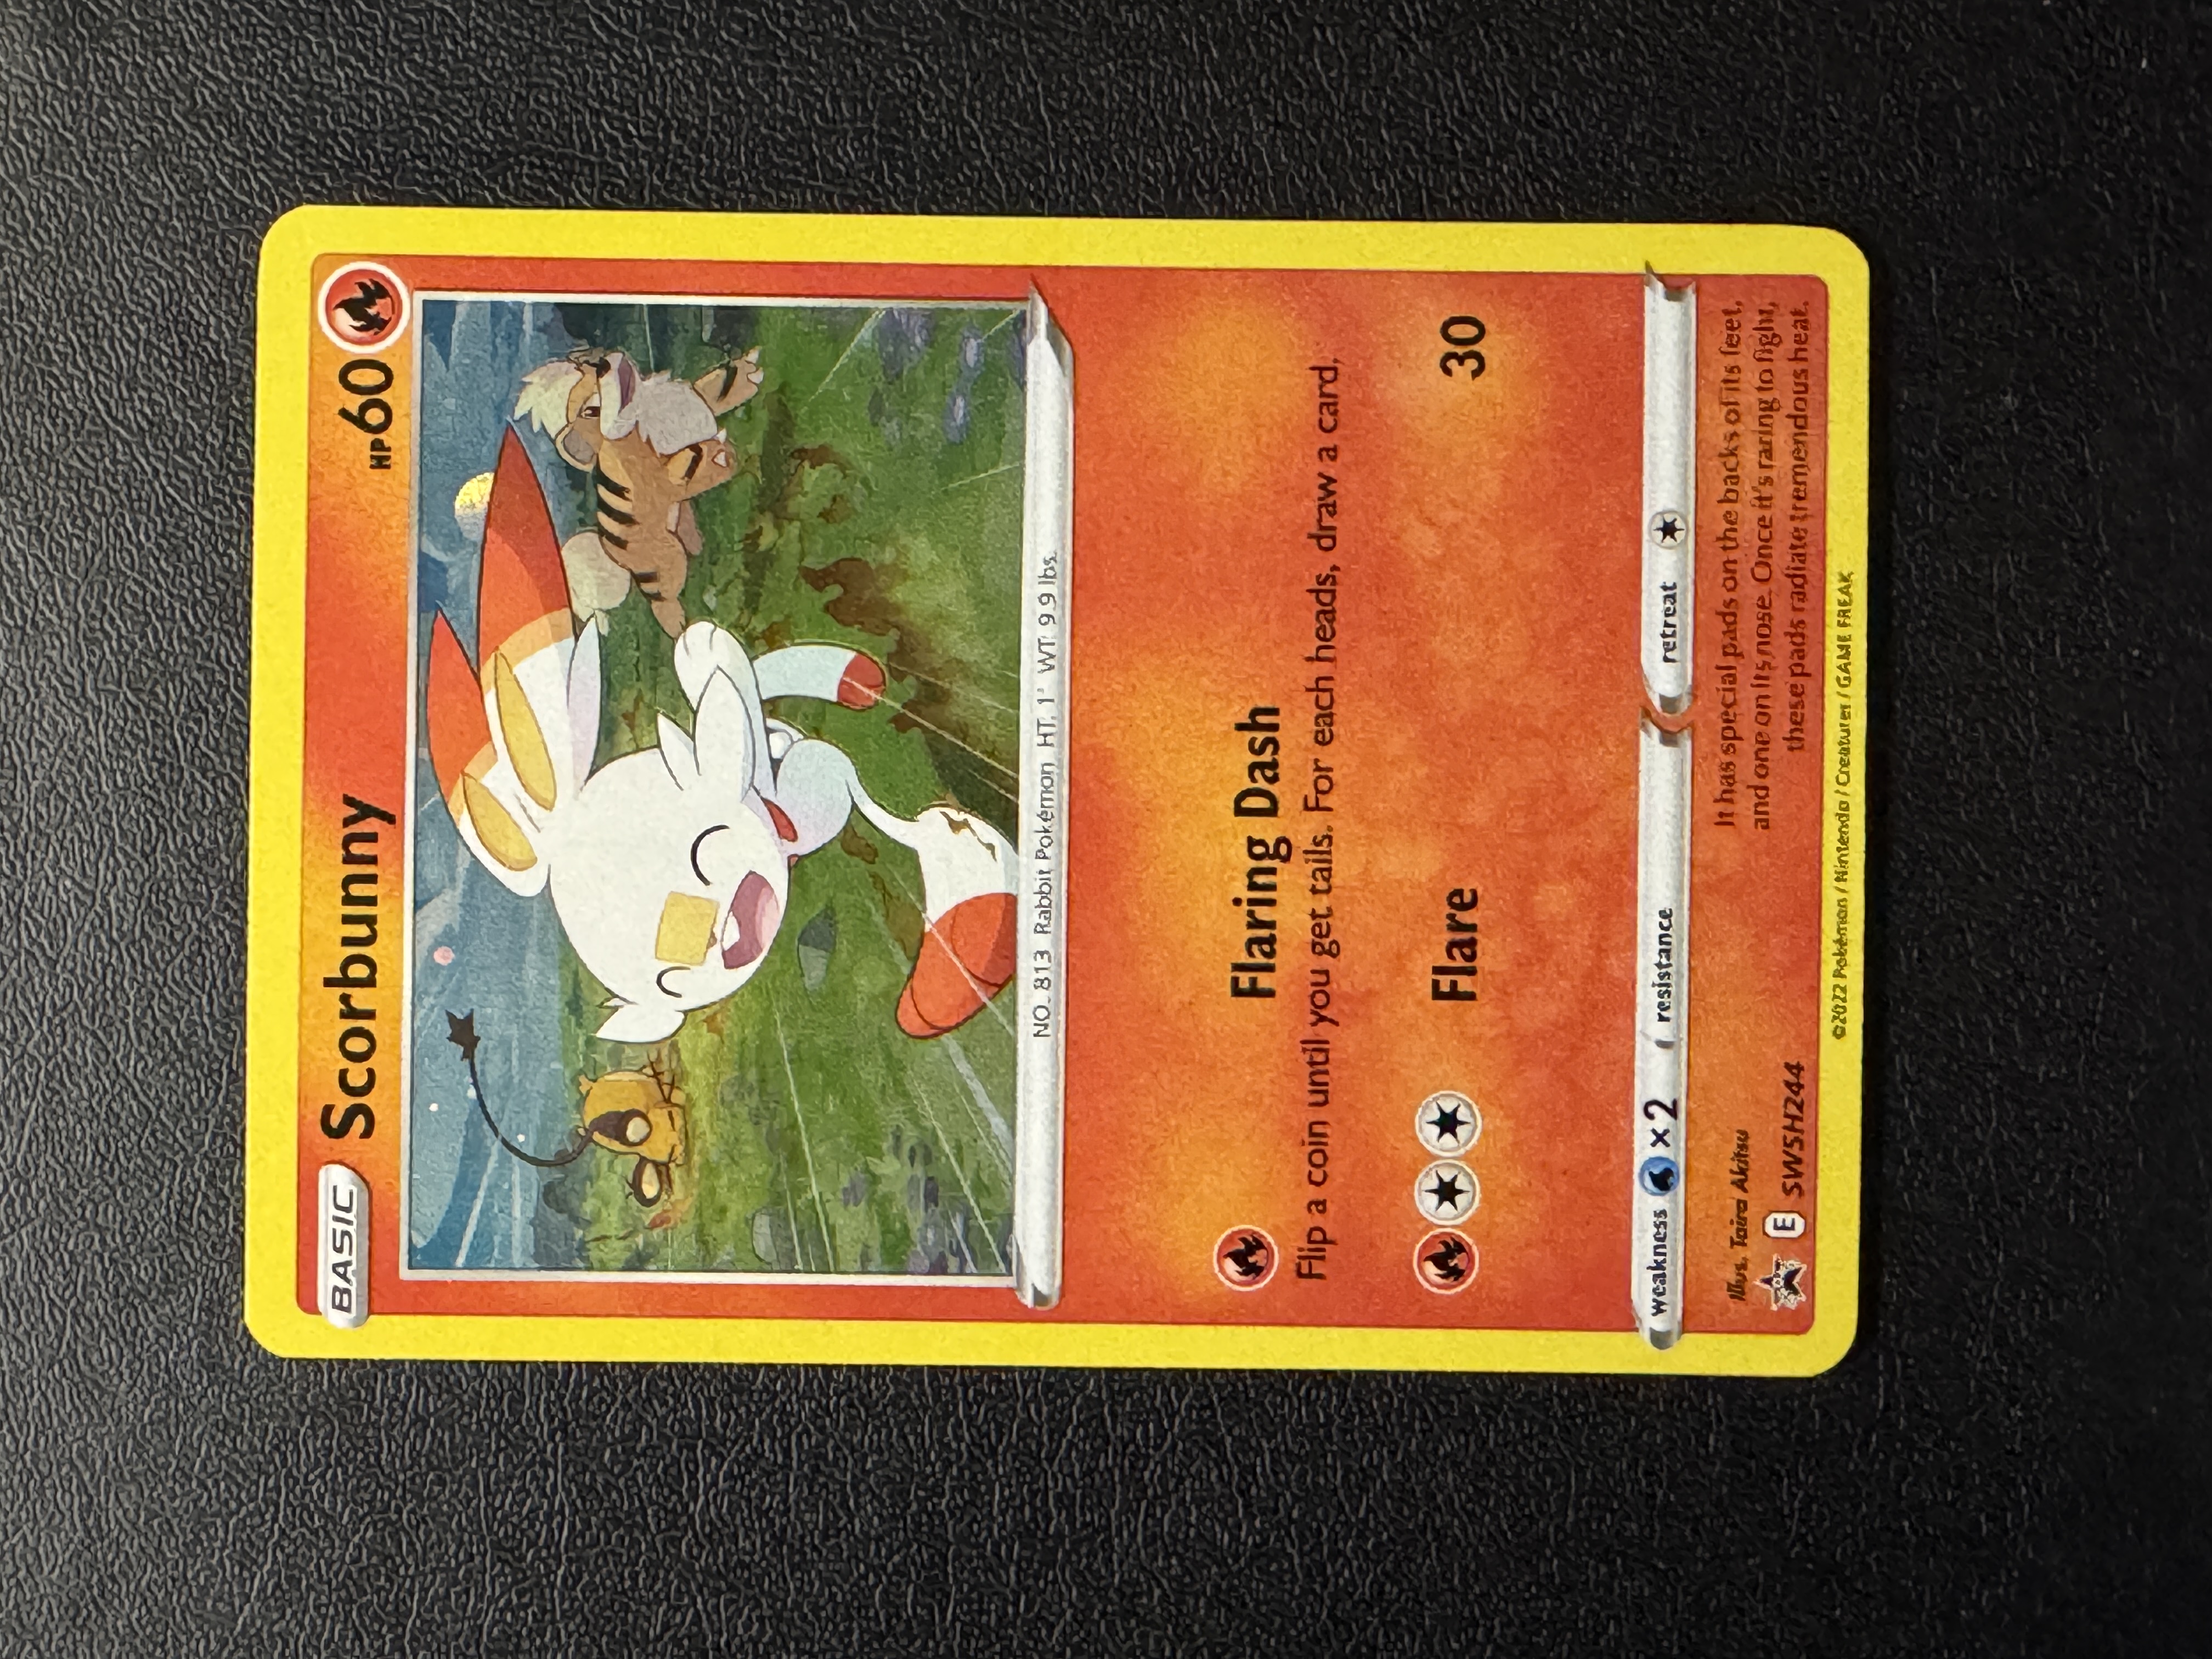 BASIC Scorbunny HP60
NO. 813 Rabbit Pokémon HT: 1' WT: 9.9 lbs.
Flaring Dash
Flip a coin until you get tails. For each heads, draw a card.
Flare 30
weakness ×2 resistance retreat
Illus. Taira Akitsu
E SWSH244
It has special pads on the backs of its feet,
and one on its nose. Once it's raring to fight,
these pads radiate tremendous heat.
©2022 Pokémon / Nintendo / Creatures / GAME FREAK